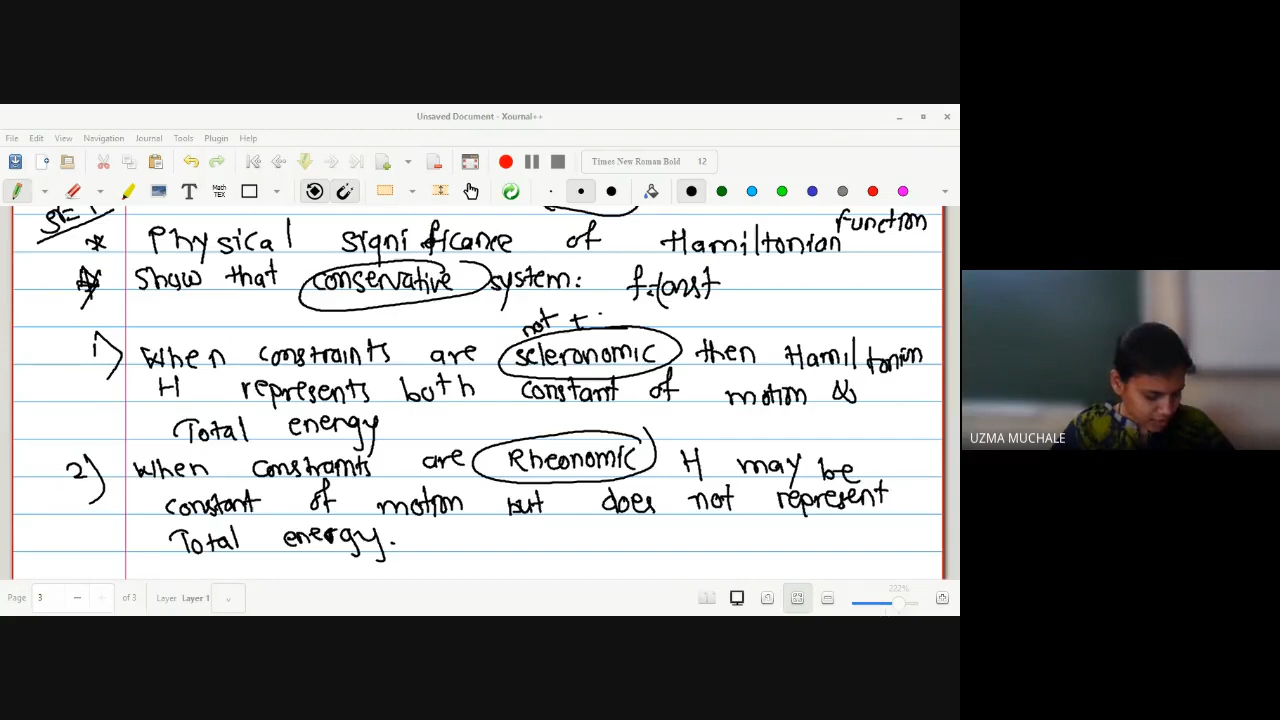 Unsaved Document - Xournal++
File Edit View Navigation Journal Tools Plugin Help
Times New Roman Bold 12
T Math TEX
function
* Physical significance of Hamiltonian
Show that conservative system:
not t
1) When constraints are scleronomic then Hamiltonian
H represents both constant of motion &
Total energy
2) When constraints are Rheonomic H may be
constant of motion but does not represent
Total energy.
UZMA MUCHALE
Page 3 of 3 Layer Layer 1 222%